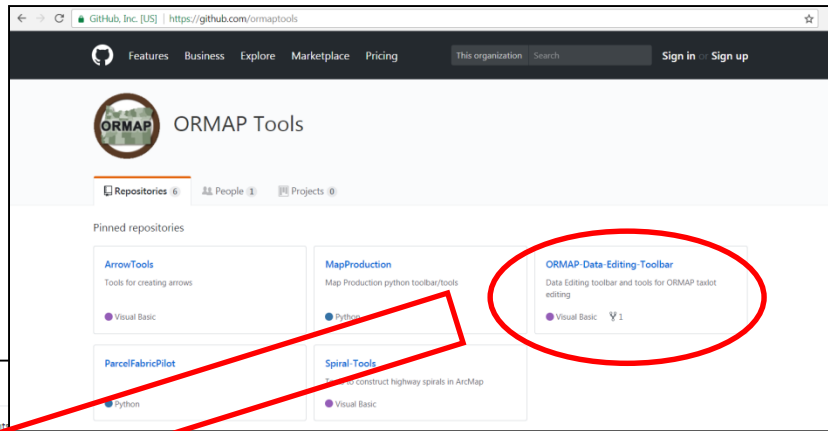 GitHub, Inc. [US] | https://github.com/ormaptools
Features Business Explore Marketplace Pricing This organization Search Sign in or Sign up
ORMAP
ORMAP Tools
Repositories 6 People 1 Projects 0
Pinned repositories
ArrowTools
Tools for creating arrows
Visual Basic
MapProduction
Map Production python toolbar/tools
Python
ORMAP-Data-Editing-Toolbar
Data Editing toolbar and tools for ORMAP taxlot
editing
Visual Basic 1
ParcelFabricPilot
Python
Spiral-Tools
to construct highway spirals in ArcMap
Visual Basic